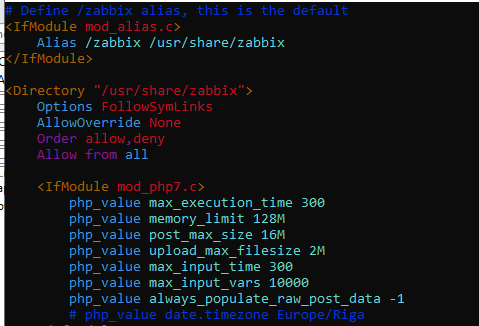 # Define /zabbix alias, this is the default
<IfModule mod_alias.c>
    Alias /zabbix /usr/share/zabbix
</IfModule>

<Directory "/usr/share/zabbix">
    Options FollowSymLinks
    AllowOverride None
    Order allow,deny
    Allow from all

    <IfModule mod_php7.c>
        php_value max_execution_time 300
        php_value memory_limit 128M
        php_value post_max_size 16M
        php_value upload_max_filesize 2M
        php_value max_input_time 300
        php_value max_input_vars 10000
        php_value always_populate_raw_post_data -1
        # php_value date.timezone Europe/Riga